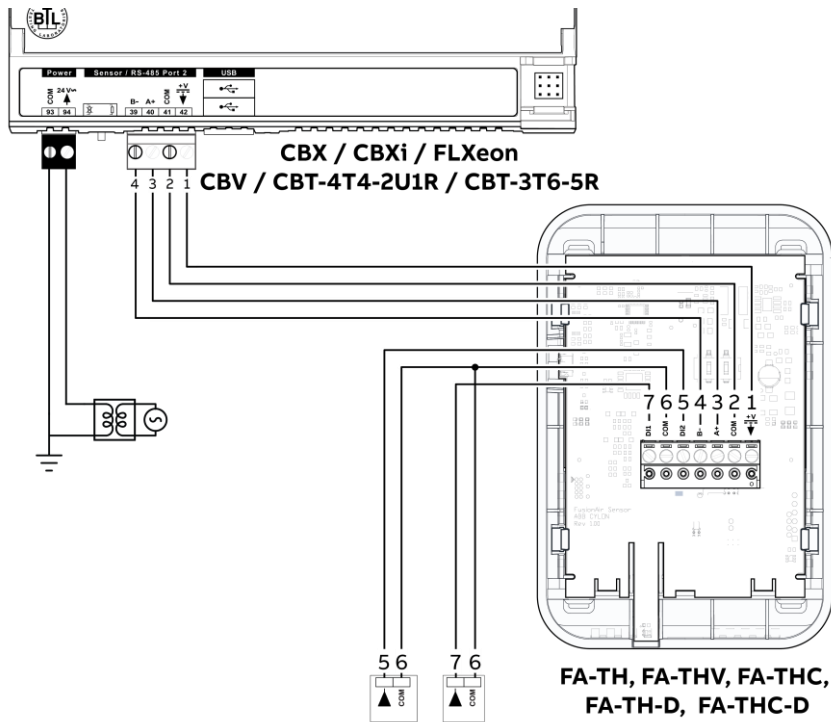 BTL
Power Sensor / RS-485 Port 2 USB
COM 24 V~ B- A+ COM +V
93 94 39 40 41 42
CBX / CBXi / FLXeon
4 3 2 1
CBV / CBT-4T4-2U1R / CBT-3T6-5R
7 6 5 4 3 2 1
DI1 COM DI2 B- A+ COM +V
FusionAir Sensor
5 6 7 6
COM COM
FA-TH, FA-THV, FA-THC,
FA-TH-D, FA-THC-D